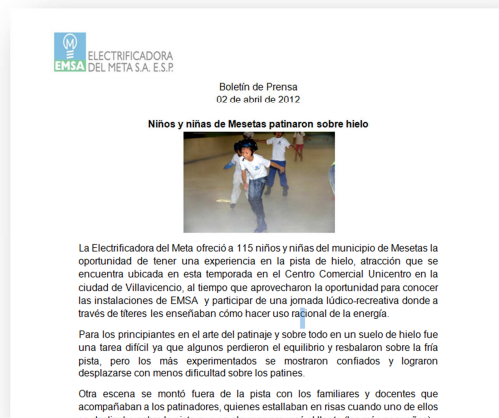 EMSA
ELECTRIFICADORA
DEL META S.A. E.S.P.
Boletín de Prensa
02 de abril de 2012
Niños y niñas de Mesetas patinaron sobre hielo
La Electrificadora del Meta ofreció a 115 niños y niñas del municipio de Mesetas la
oportunidad de tener una experiencia en la pista de hielo, atracción que se
encuentra ubicada en esta temporada en el Centro Comercial Unicentro en la
ciudad de Villavicencio, al tiempo que aprovecharon la oportunidad para conocer
las instalaciones de EMSA y participar de una jornada lúdico-recreativa donde a
través de títeres les enseñaban cómo hacer uso racional de la energía.
Para los principiantes en el arte del patinaje y sobre todo en un suelo de hielo fue
una tarea difícil ya que algunos perdieron el equilibrio y resbalaron sobre la fría
pista, pero los más experimentados se mostraron confiados y lograron
desplazarse con menos dificultad sobre los patines.
Otra escena se montó fuera de la pista con los familiares y docentes que
acompañaban a los patinadores, quienes estallaban en risas cuando uno de ellos